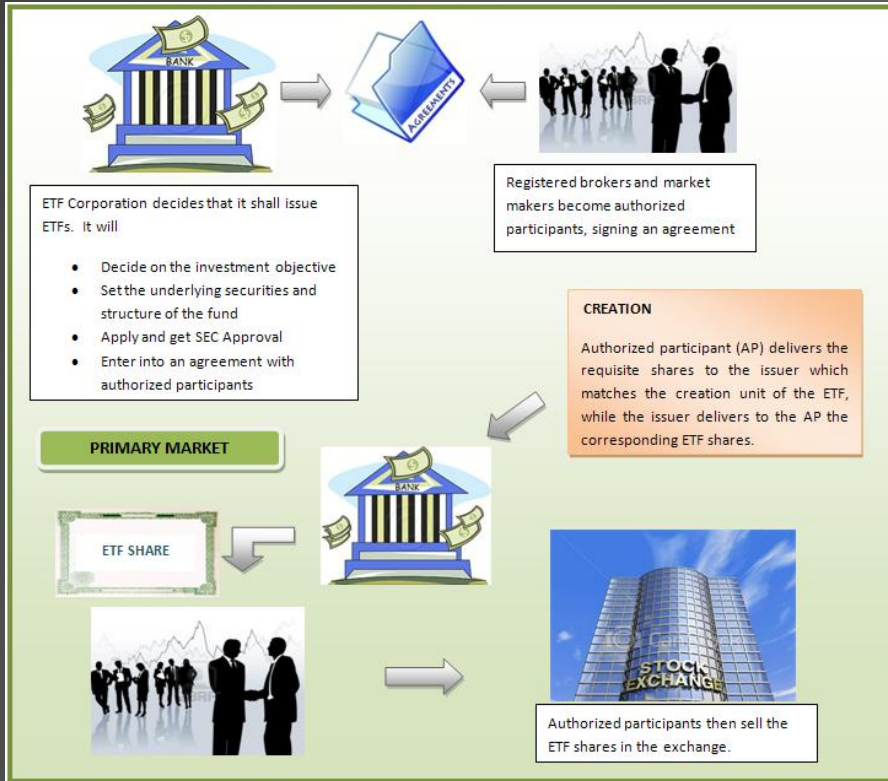 BANK
AGREEMENTS
ETF Corporation decides that it shall issue
ETFs. It will
• Decide on the investment objective
• Set the underlying securities and
structure of the fund
• Apply and get SEC Approval
• Enter into an agreement with
authorized participants
Registered brokers and market
makers become authorized
participants, signing an agreement
CREATION
Authorized participant (AP) delivers the
requisite shares to the issuer which
matches the creation unit of the ETF,
while the issuer delivers to the AP the
corresponding ETF shares.
PRIMARY MARKET
BANK
ETF SHARE
STOCK
EXCHANGE
Authorized participants then sell the
ETF shares in the exchange.